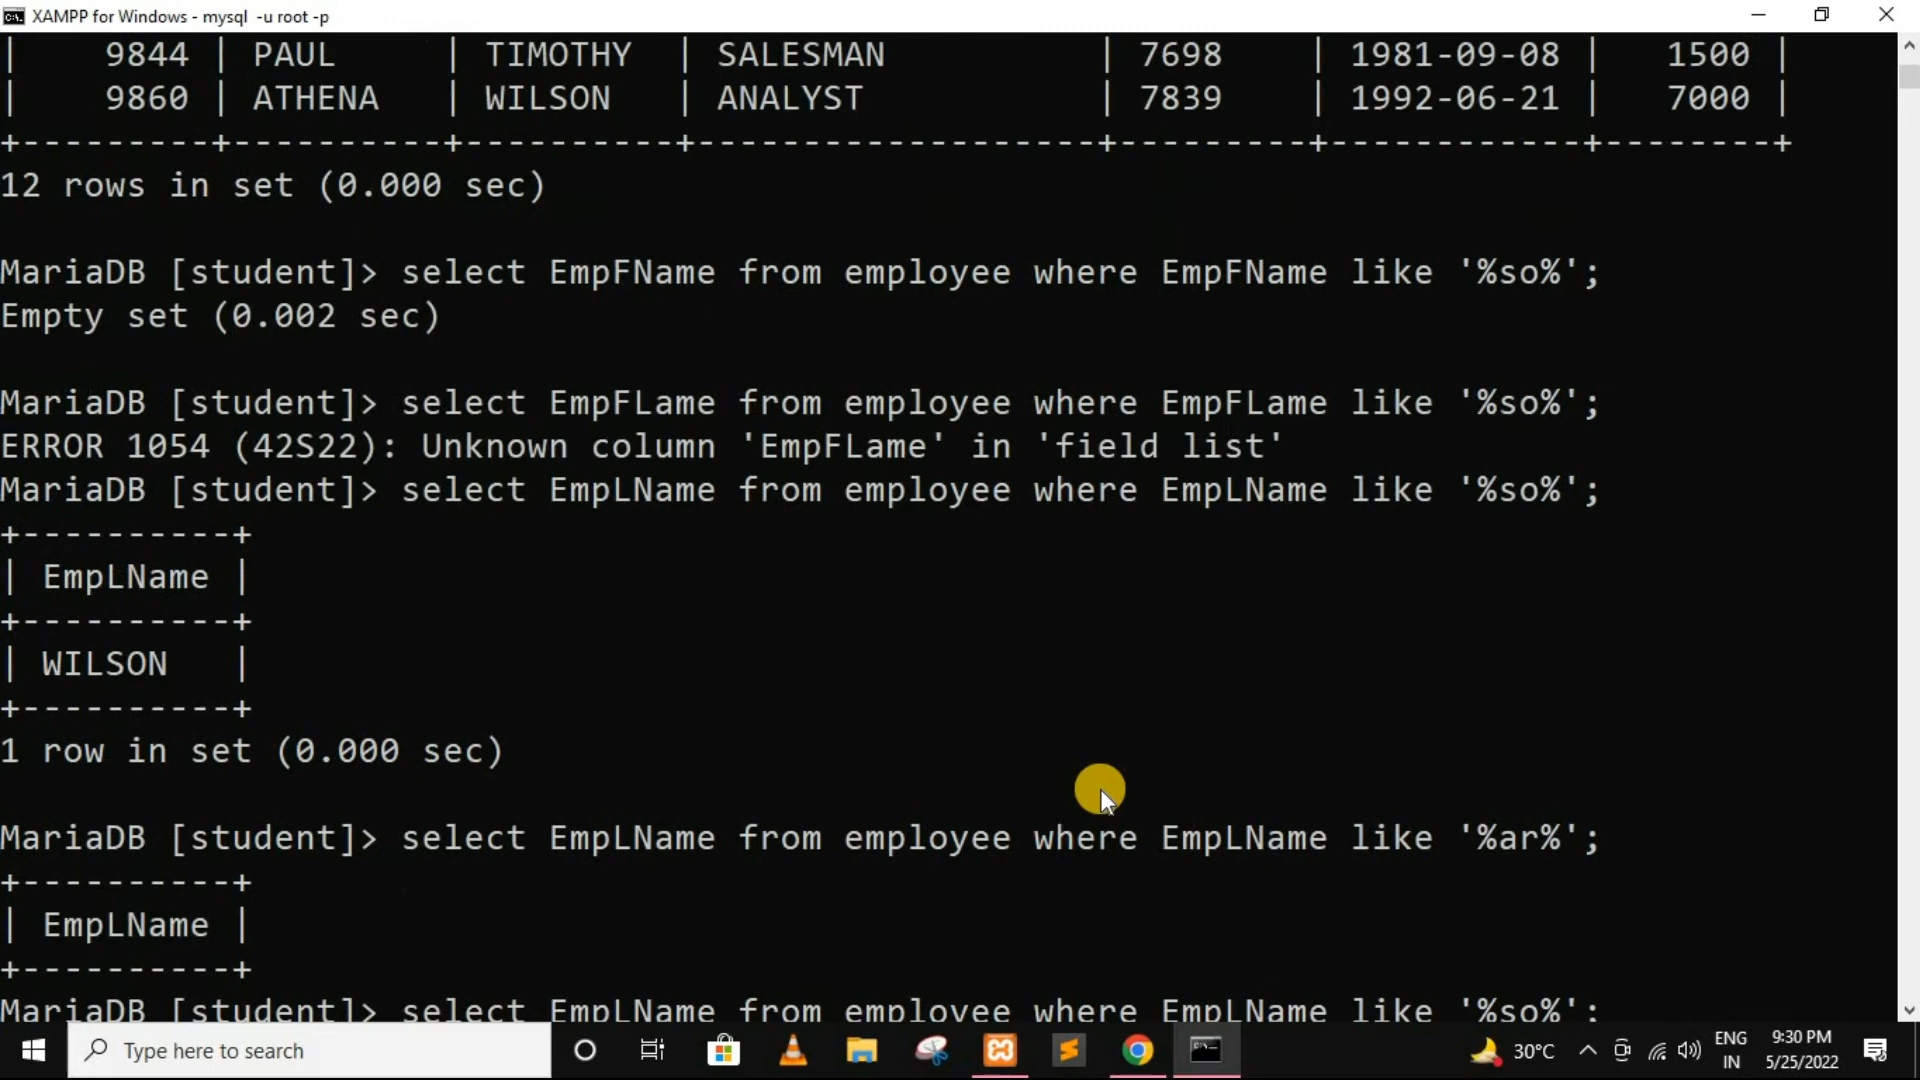 XAMPP for Windows - mysql -u root -p
| 9844 | PAUL | TIMOTHY | SALESMAN | 7698 | 1981-09-08 | 1500 |
| 9860 | ATHENA | WILSON | ANALYST | 7839 | 1992-06-21 | 7000 |
+---------+----------+----------+-------------------+---------+------------+--------+
12 rows in set (0.000 sec)
MariaDB [student]> select EmpFName from employee where EmpFName like '%so%';
Empty set (0.002 sec)
MariaDB [student]> select EmpFLame from employee where EmpFLame like '%so%';
ERROR 1054 (42S22): Unknown column 'EmpFLame' in 'field list'
MariaDB [student]> select EmpLName from employee where EmpLName like '%so%';
+----------+
| EmpLName |
+----------+
| WILSON |
+----------+
1 row in set (0.000 sec)
MariaDB [student]> select EmpLName from employee where EmpLName like '%ar%';
+----------+
| EmpLName |
+----------+
MariaDB [student]> select EmpLName from employee where EmpLName like '%so%';
Type here to search
30°C
ENG
IN
9:30 PM
5/25/2022